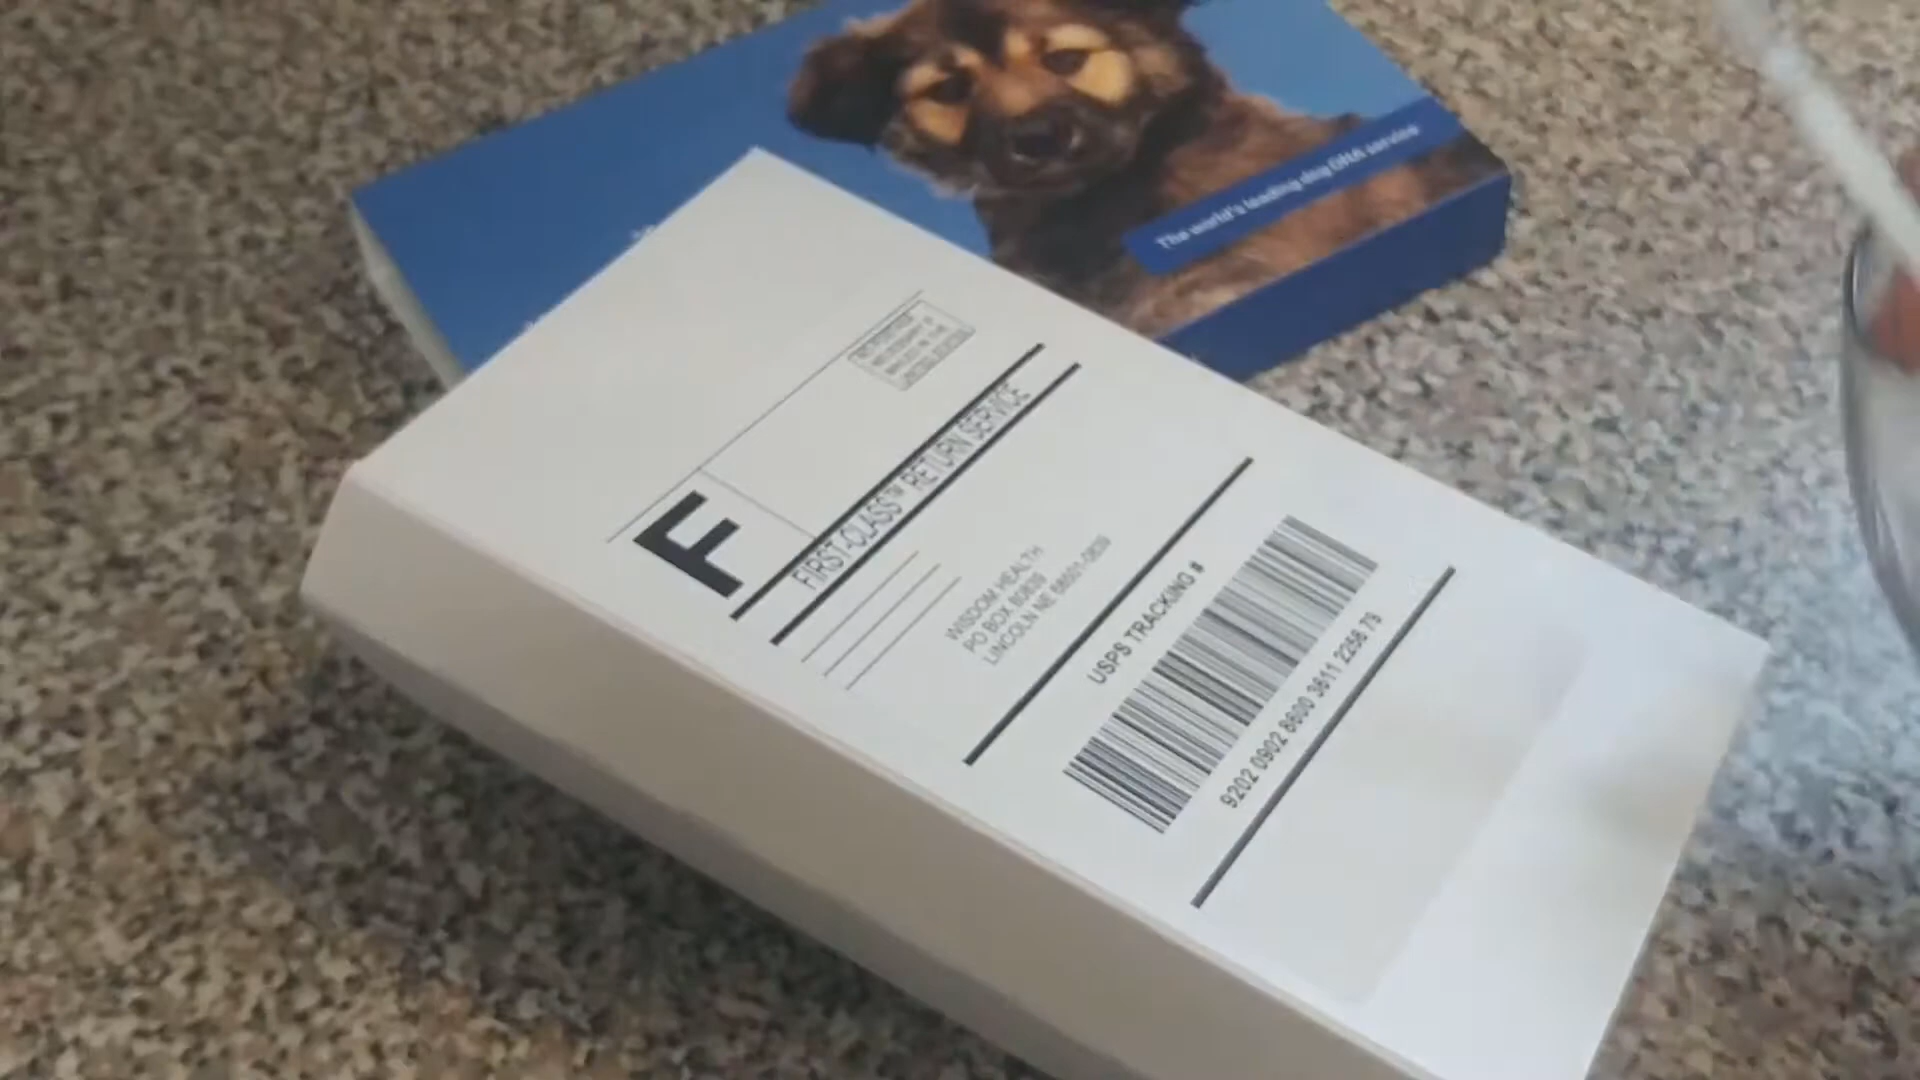 The world's leading dog DNA service
F
FIRST-CLASS™ RETURN SERVICE
WISDOM HEALTH
PO BOX 80839
LINCOLN NE 68501-0839
USPS TRACKING #
9202 0902 8600 3611 2256 79